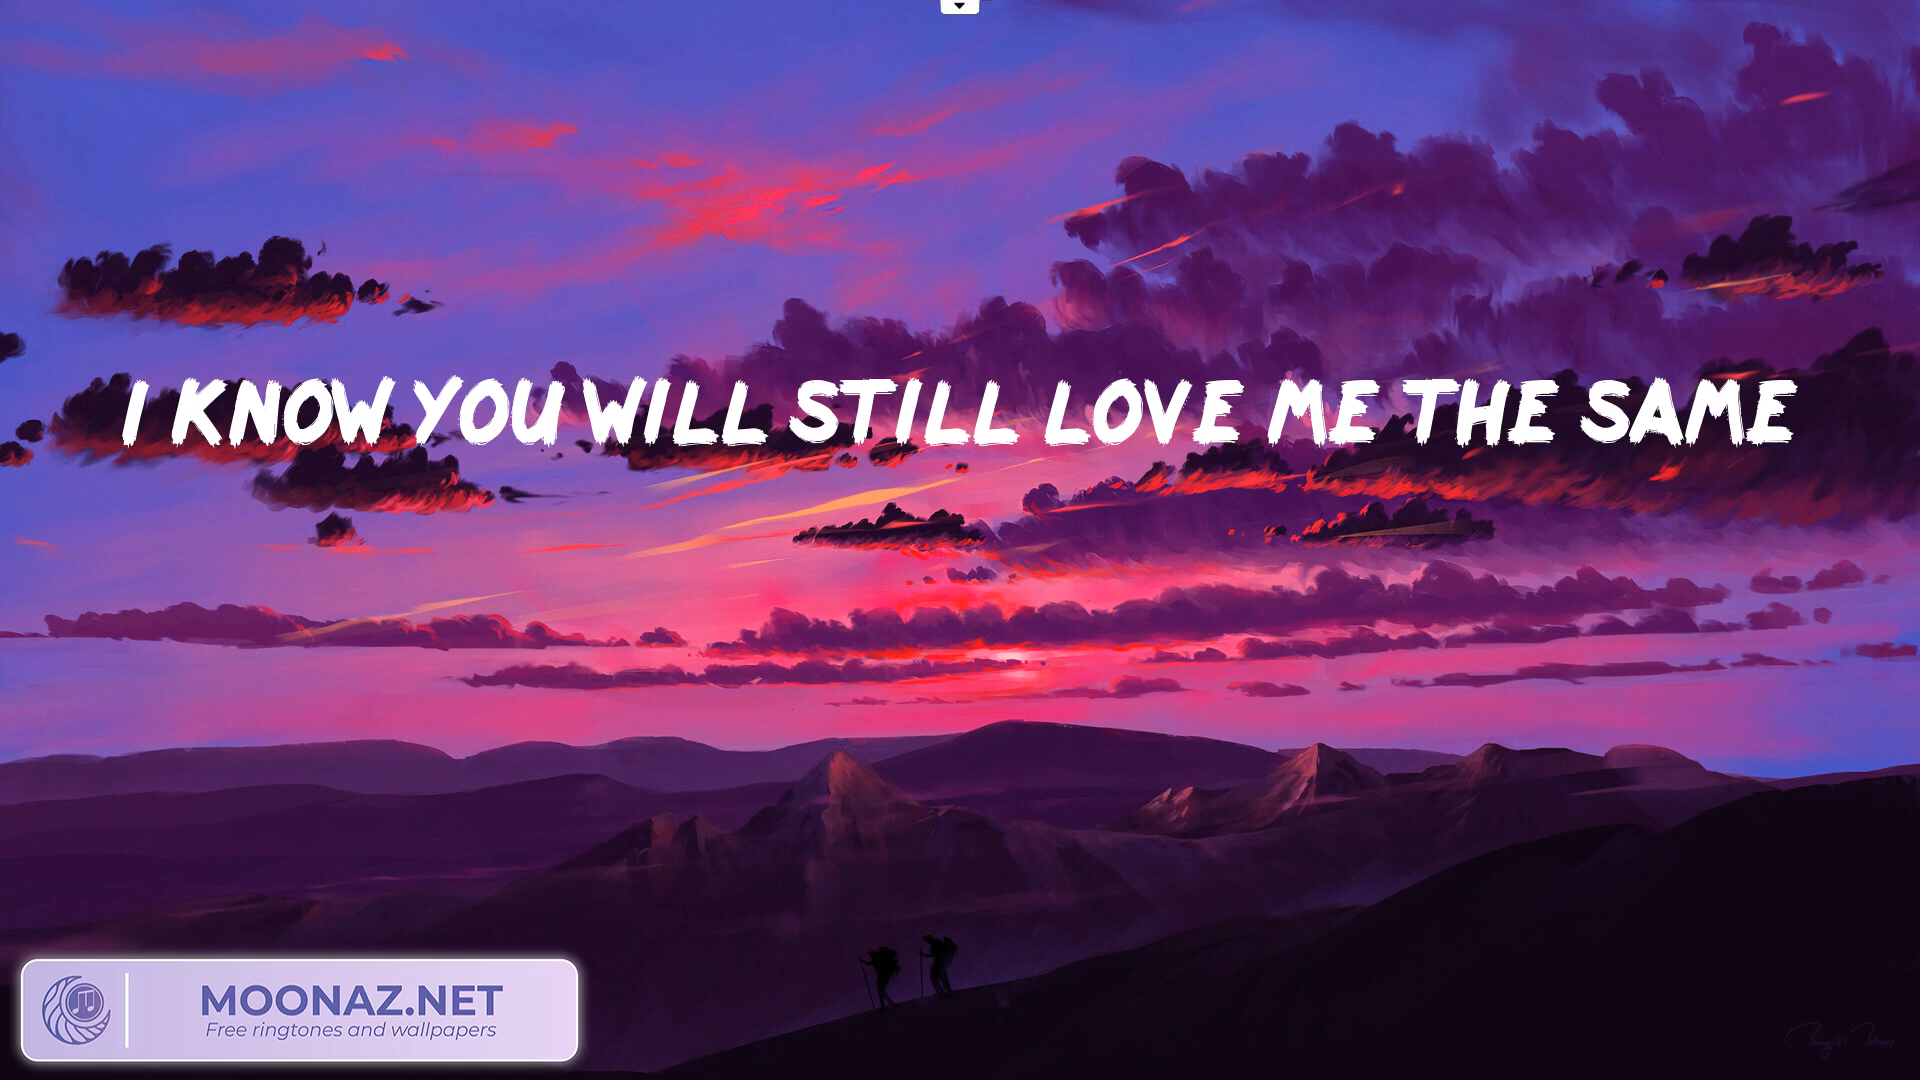 I KNOW YOU WILL STILL LOVE ME THE SAME
MOONAZ.NET
Free ringtones and wallpapers